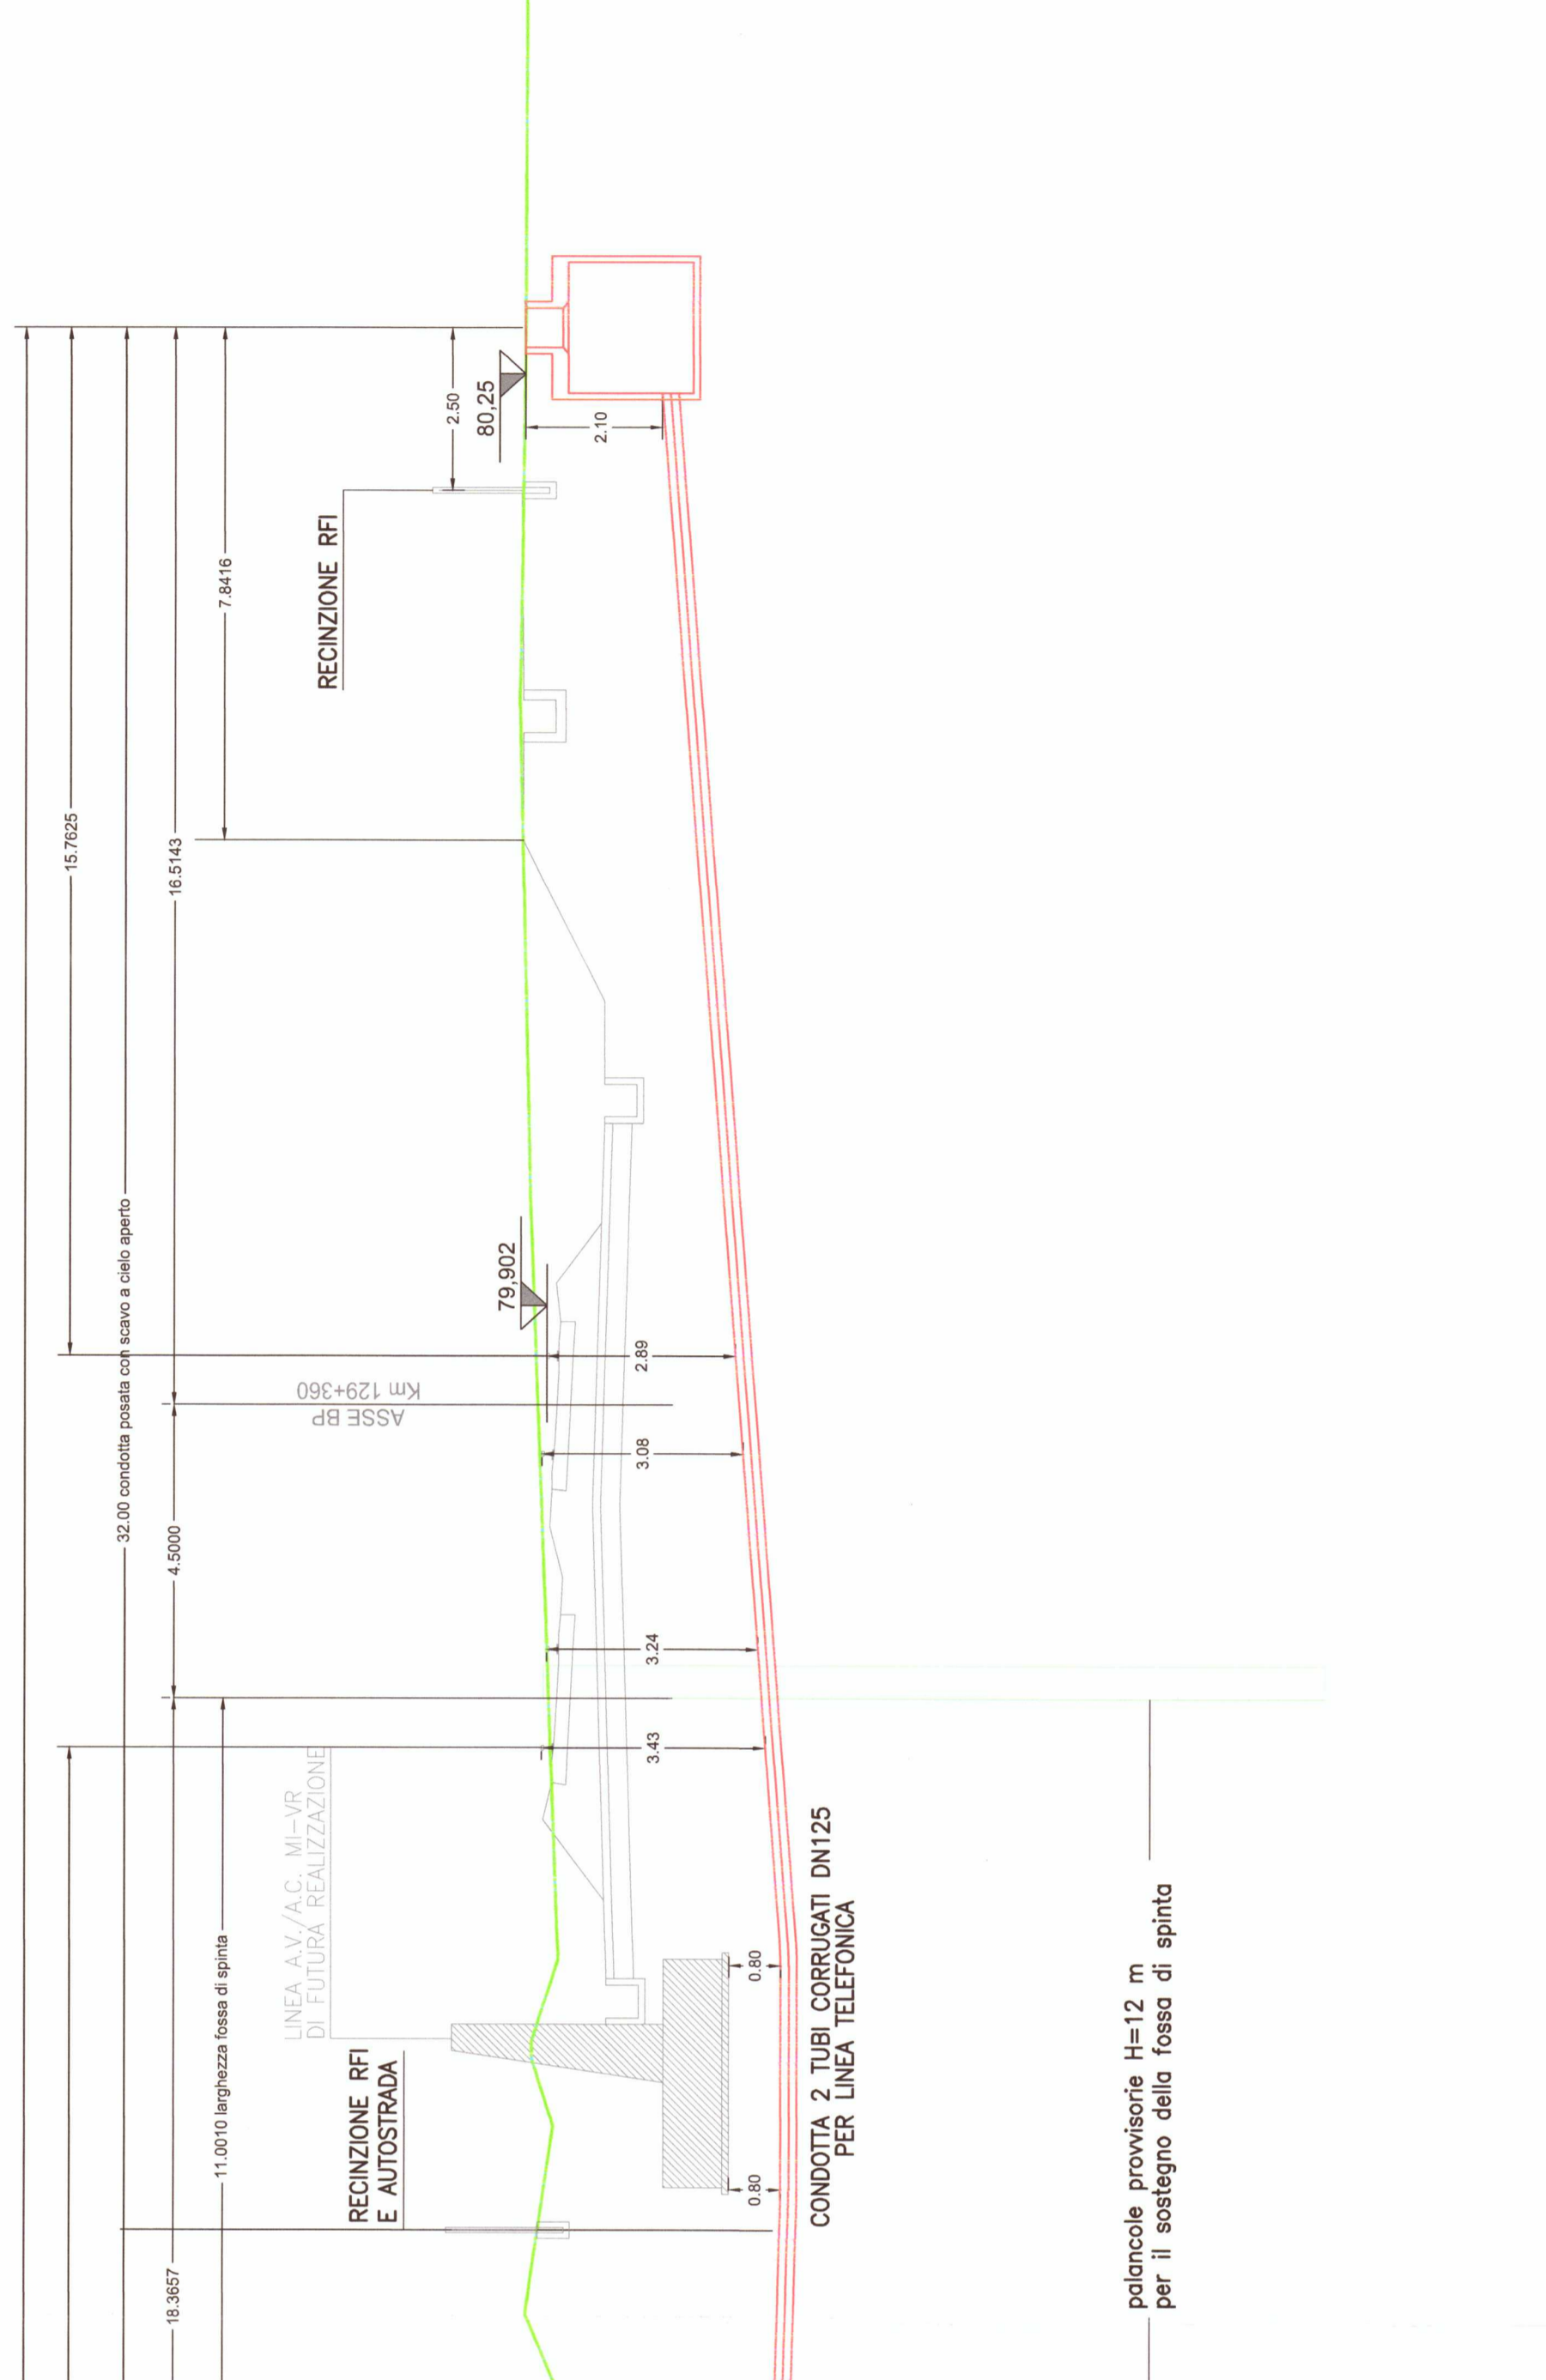 15.7625
32.00 condotta posata con scavo a cielo aperto
16.5143
4.5000
18.3657
7.8416
11.0010 larghezza fossa di spinta
LINEA A.V./A.C. MI-VR
DI FUTURA REALIZZAZIONE
ASSE BP
Km 129+360
RECINZIONE RFI
RECINZIONE RFI
E AUTOSTRADA
2.50
80,25
79,902
2.10
2.89
3.08
3.24
3.43
0.80
0.80
CONDOTTA 2 TUBI CORRUGATI DN125
PER LINEA TELEFONICA
palancole provvisorie H=12 m
per il sostegno della fossa di spinta